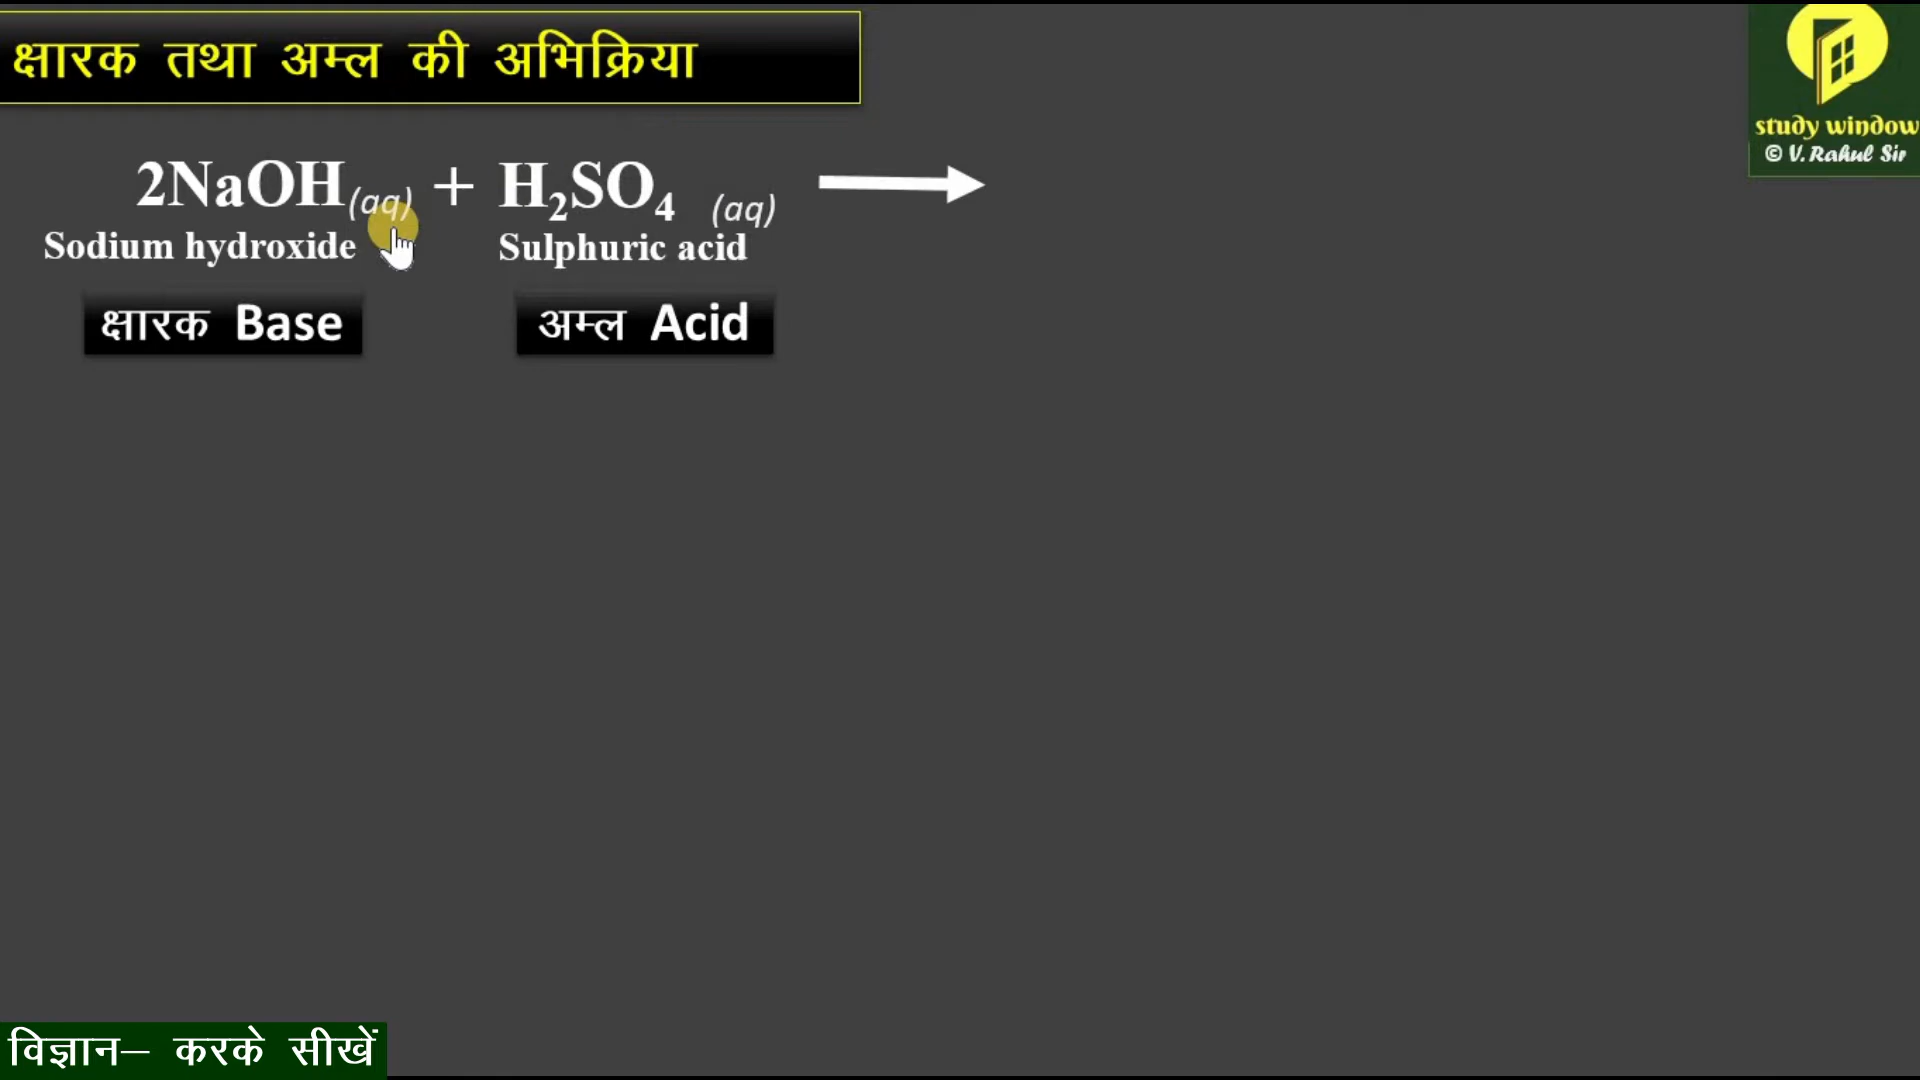 क्षारक तथा अम्ल की अभिक्रिया
study window
© V. Rahul Sir
2NaOH(aq) + H₂SO₄ (aq)
Sodium hydroxide Sulphuric acid
क्षारक Base अम्ल Acid
विज्ञान– करके सीखें